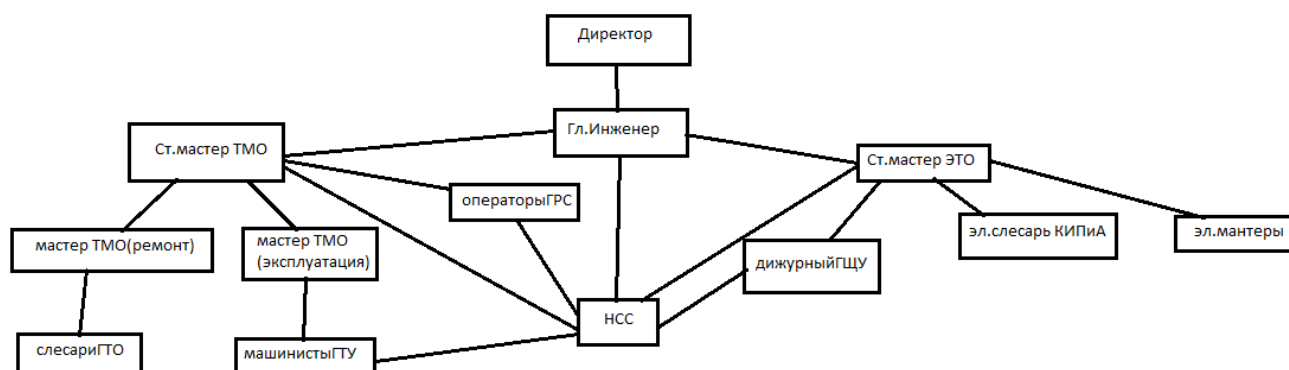 Директор
Гл.Инженер
Ст.мастер ТМО
Ст.мастер ЭТО
операторыГРС
мастер ТМО(ремонт)
мастер ТМО
(эксплуатация)
дижурныйГЩУ
эл.слесарь КИПиА
эл.мантеры
НСС
слесариГТО
машинистыГТУ